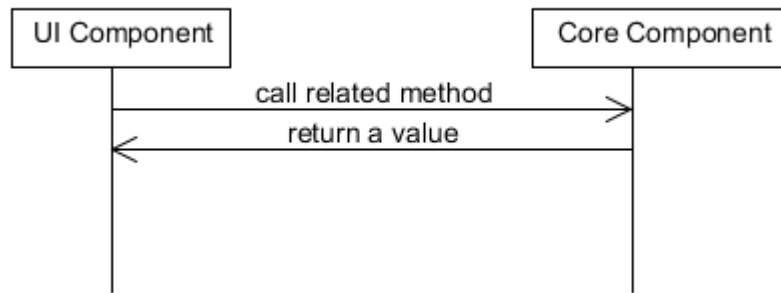 UI Component
Core Component
call related method
return a value